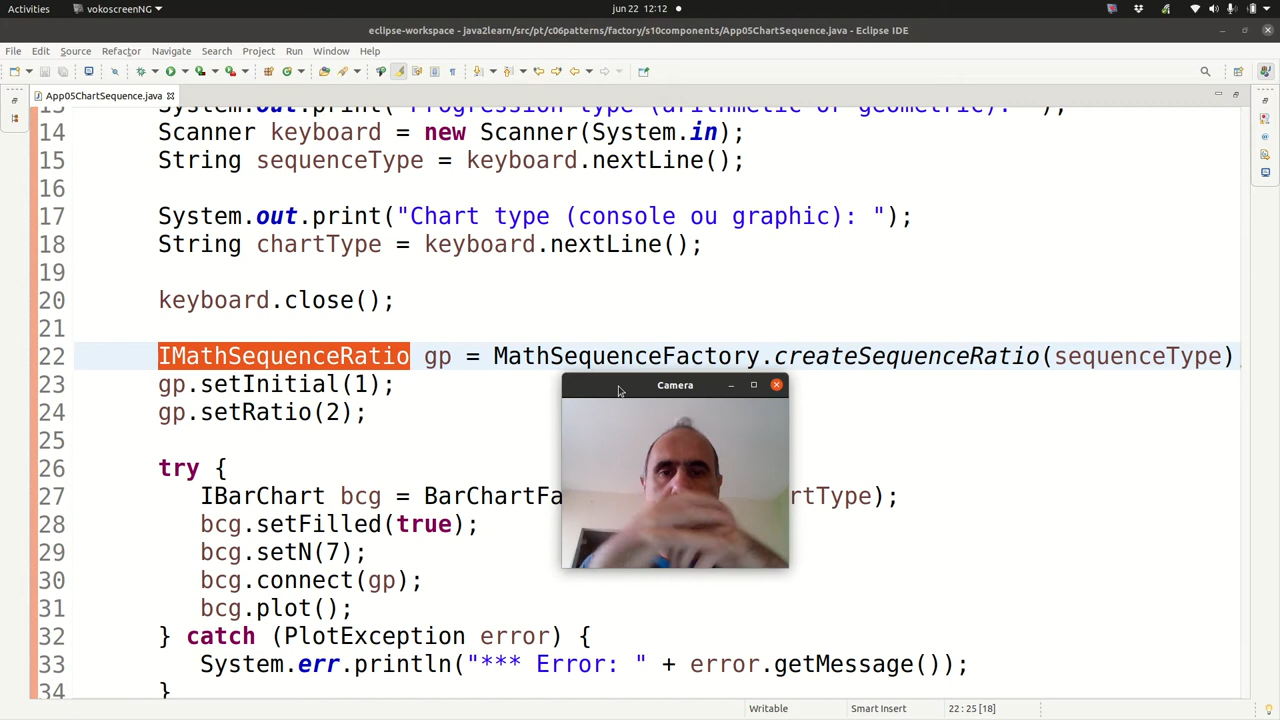 Activities
vokoscreenNG
jun 22 12:12
eclipse-workspace - java2learn/src/pt/c06patterns/factory/s10components/App05ChartSequence.java - Eclipse IDE
File Edit Source Refactor Navigate Search Project Run Window Help
App05ChartSequence.java
13 System.out.print("Progression type (arithmetic or geometric): ");
14 Scanner keyboard = new Scanner(System.in);
15 String sequenceType = keyboard.nextLine();
16
17 System.out.print("Chart type (console ou graphic): ");
18 String chartType = keyboard.nextLine();
19
20 keyboard.close();
21
22 IMathSequenceRatio gp = MathSequenceFactory.createSequenceRatio(sequenceType)
23 gp.setInitial(1);
24 gp.setRatio(2);
25
26 try {
27 IBarChart bcg = BarChartFa artType);
28 bcg.setFilled(true);
29 bcg.setN(7);
30 bcg.connect(gp);
31 bcg.plot();
32 } catch (PlotException error) {
33 System.err.println("*** Error: " + error.getMessage());
34 }
Camera
Writable
Smart Insert
22 : 25 [18]